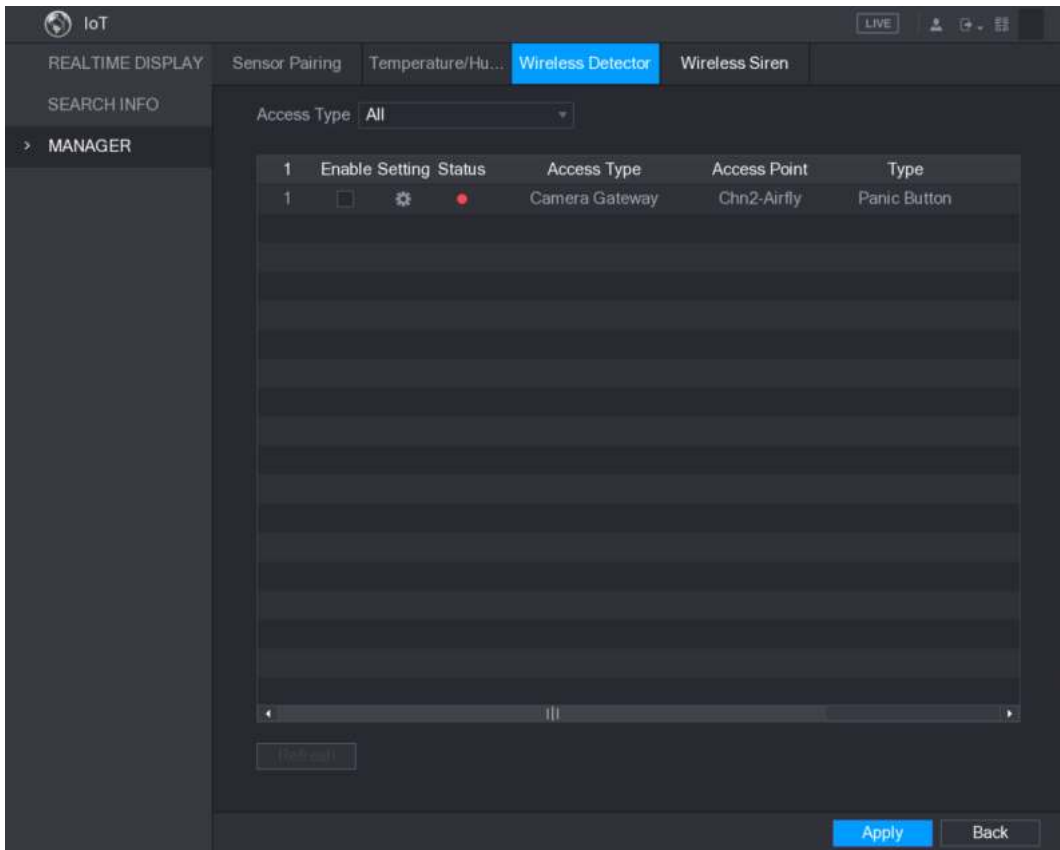 IoT LIVE
REALTIME DISPLAY Sensor Pairing Temperature/Hu... Wireless Detector Wireless Siren
SEARCH INFO
Access Type All
> MANAGER
1 Enable Setting Status Access Type Access Point Type
1 Camera Gateway Chn2-Airfly Panic Button
Refresh
Apply Back